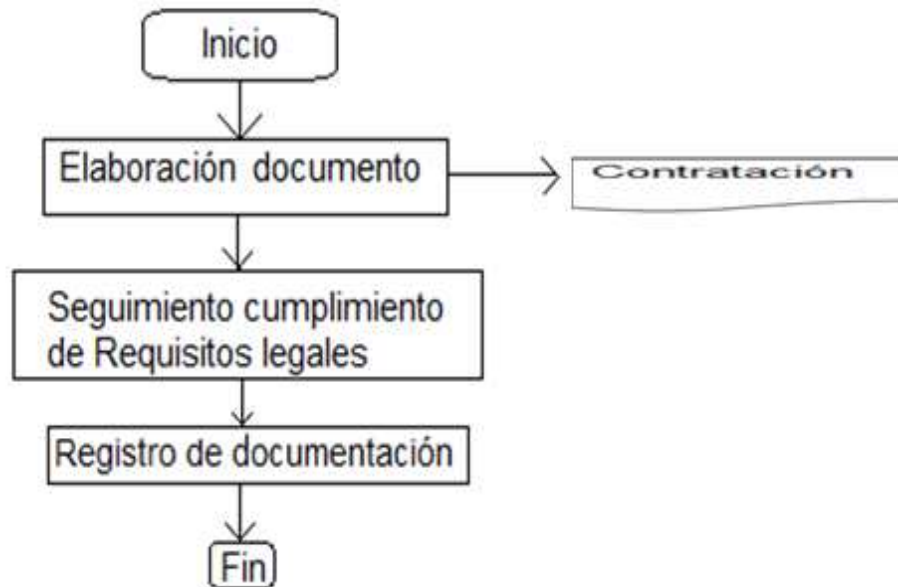 Inicio
Elaboración documento
Contratación
Seguimiento cumplimiento
de Requisitos legales
Registro de documentación
Fin